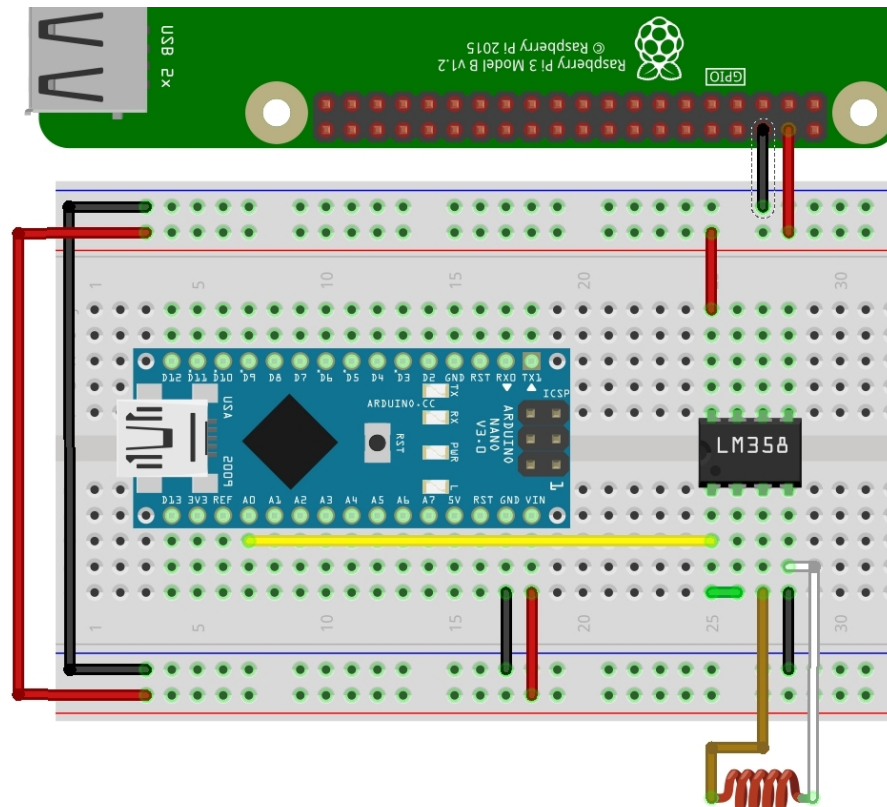 USB 2x
© Raspberry Pi 2015
Raspberry Pi 3 Model B v1.2
GPIO
1 5 10 15 20 25 30
D12 D11 D10 D9 D8 D7 D6 D5 D4 D3 D2 GND RST RX0 TX1
TX
RX
PWR
L
ARDUINO.CC
RST
ICSP
ARDUINO
NANO
V3.0
1
USA
2009
LM358
D13 3V3 REF A0 A1 A2 A3 A4 A5 A6 A7 5V RST GND VIN
1 5 10 15 20 25 30